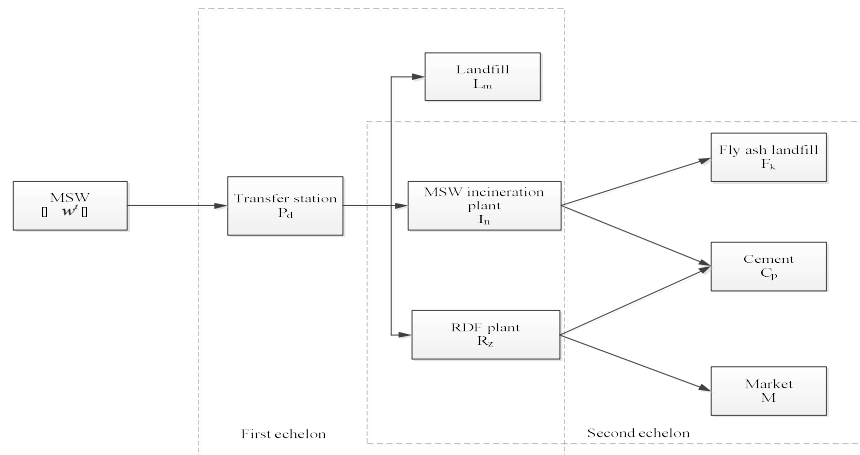 Landfill
Lm
Fly ash landfill
Fk
MSW
▯ wᵗ ▯
Transfer station
Pd
MSW incineration
plant
In
Cement
Cp
RDF plant
Rz
Market
M
First echelon
Second echelon